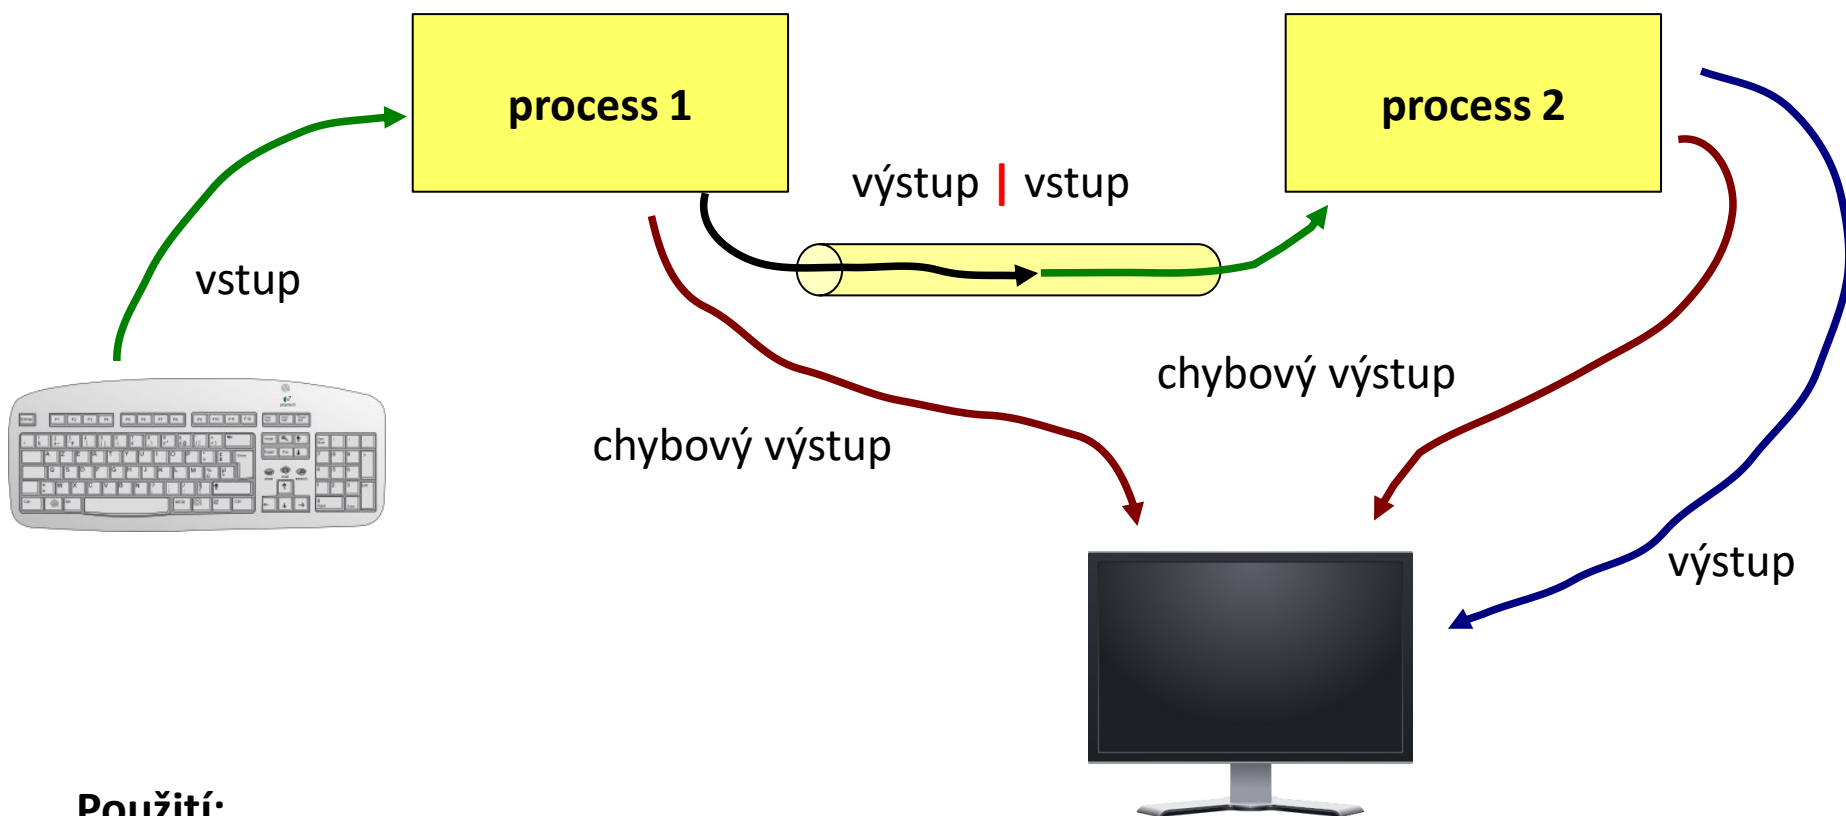 process 1
process 2
výstup | vstup
vstup
chybový výstup
chybový výstup
výstup
Použití: